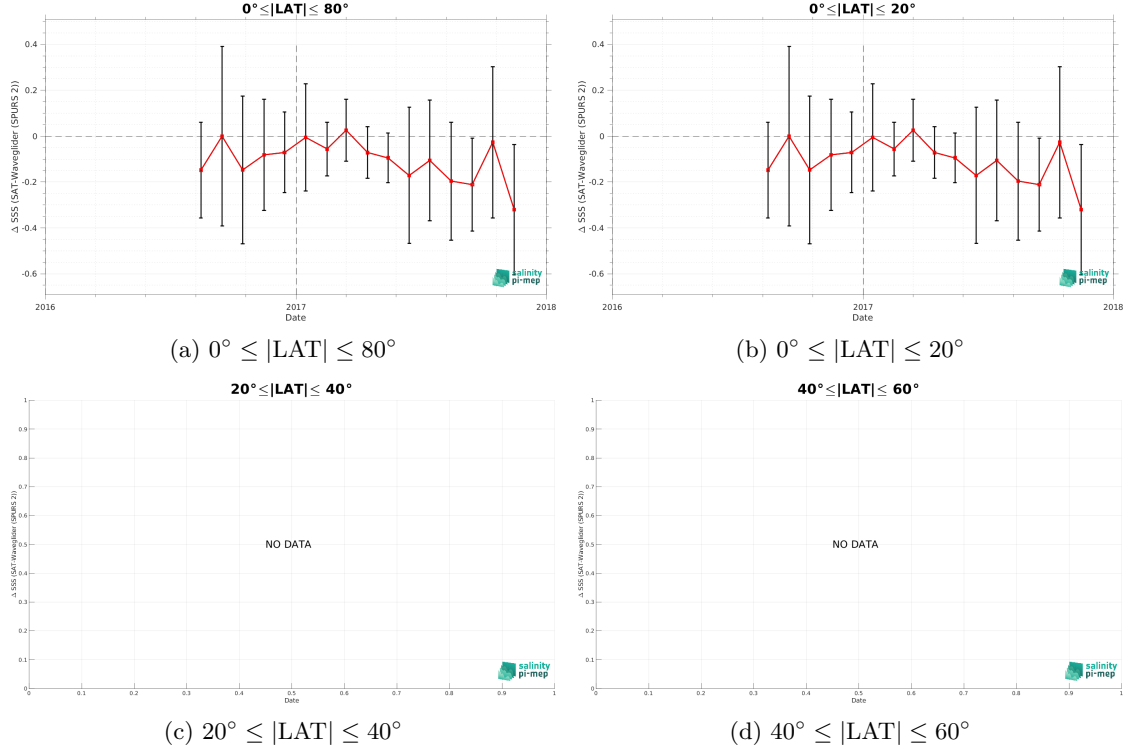 0°≤|LAT|≤ 80°
Δ SSS (SAT-Waveglider (SPURS 2))
0.4
0.2
0
-0.2
-0.4
-0.6
2016
2017
2018
Date
salinity
pi-mep
(a) 0° ≤ |LAT| ≤ 80°
0°≤|LAT|≤ 20°
Δ SSS (SAT-Waveglider (SPURS 2))
0.4
0.2
0
-0.2
-0.4
-0.6
2016
2017
2018
Date
salinity
pi-mep
(b) 0° ≤ |LAT| ≤ 20°
20°≤|LAT|≤ 40°
Δ SSS (SAT-Waveglider (SPURS 2))
1
0.9
0.8
0.7
0.6
0.5
0.4
0.3
0.2
0.1
0
NO DATA
0 0.1 0.2 0.3 0.4 0.5 0.6 0.7 0.8 0.9 1
Date
salinity
pi-mep
(c) 20° ≤ |LAT| ≤ 40°
40°≤|LAT|≤ 60°
Δ SSS (SAT-Waveglider (SPURS 2))
1
0.9
0.8
0.7
0.6
0.5
0.4
0.3
0.2
0.1
0
NO DATA
0 0.1 0.2 0.3 0.4 0.5 0.6 0.7 0.8 0.9 1
Date
salinity
pi-mep
(d) 40° ≤ |LAT| ≤ 60°